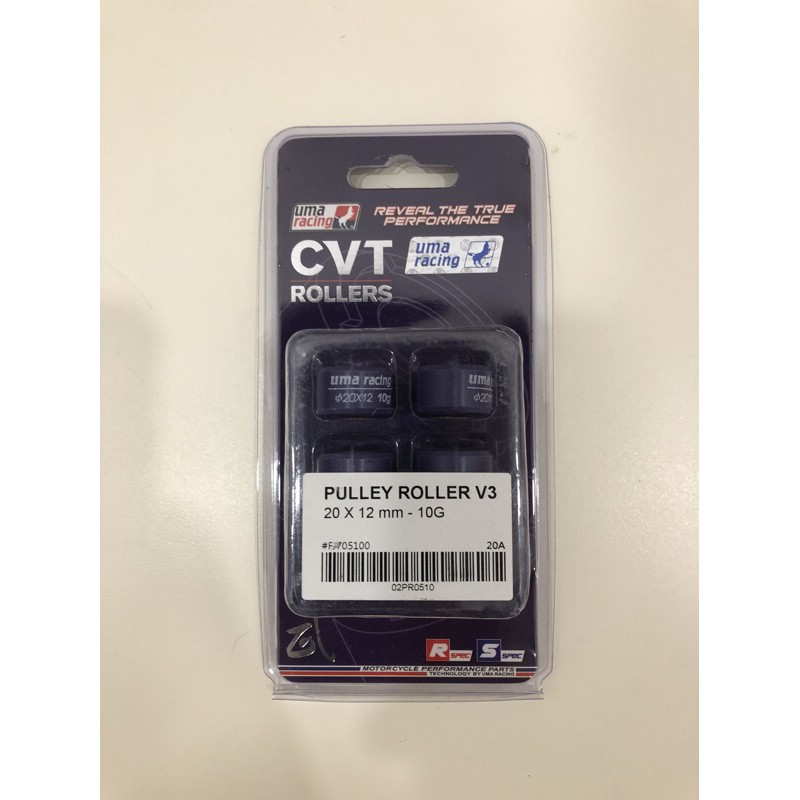 uma
racing
REVEAL THE TRUE
PERFORMANCE
CVT
uma
racing
ROLLERS
uma racing
ϕ20X12 10g
uma
ϕ20
PULLEY ROLLER V3
20 X 12 mm - 10G
20A
02PR0510
R SPEC
S SPEC
MOTORCYCLE PERFORMANCE PARTS
TECHNOLOGY BY UMA RACING